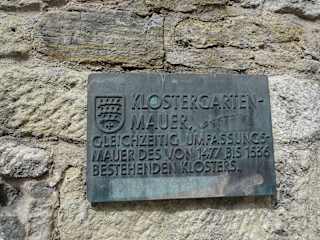 KLOSTERGARTEN-
MAUER,
GLEICHZEITIG UMFASSUNGS-
MAUER DES VON 1477 BIS 1536
BESTEHENDEN KLOSTERS.